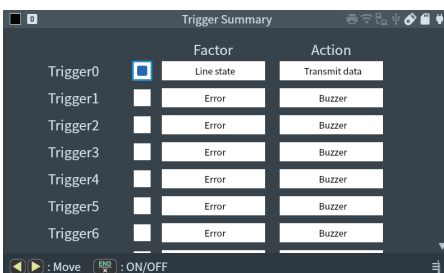 0 Trigger Summary
Factor Action
Trigger0 Line state Transmit data
Trigger1 Error Buzzer
Trigger2 Error Buzzer
Trigger3 Error Buzzer
Trigger4 Error Buzzer
Trigger5 Error Buzzer
Trigger6 Error Buzzer
: Move END × : ON/OFF